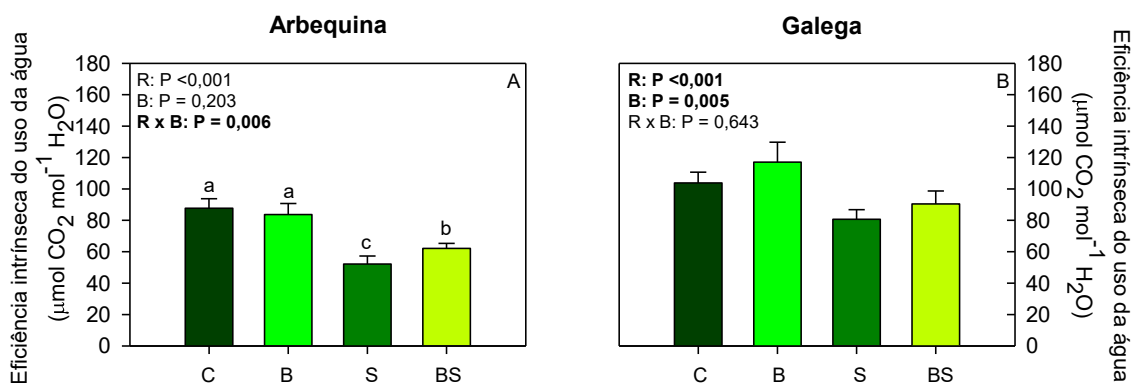 Arbequina
Eficiência intrínseca do uso da água
(μmol CO2 mol-1 H2O)
180
160
140
120
100
80
60
40
20
0
R: P <0,001
B: P = 0,203
R x B: P = 0,006
A
a
a
c
b
C B S BS
Galega
R: P <0,001
B: P = 0,005
R x B: P = 0,643
B
C B S BS
180
160
140
120
100
80
60
40
20
0
(μmol CO2 mol-1 H2O)
Eficiência intrínseca do uso da água